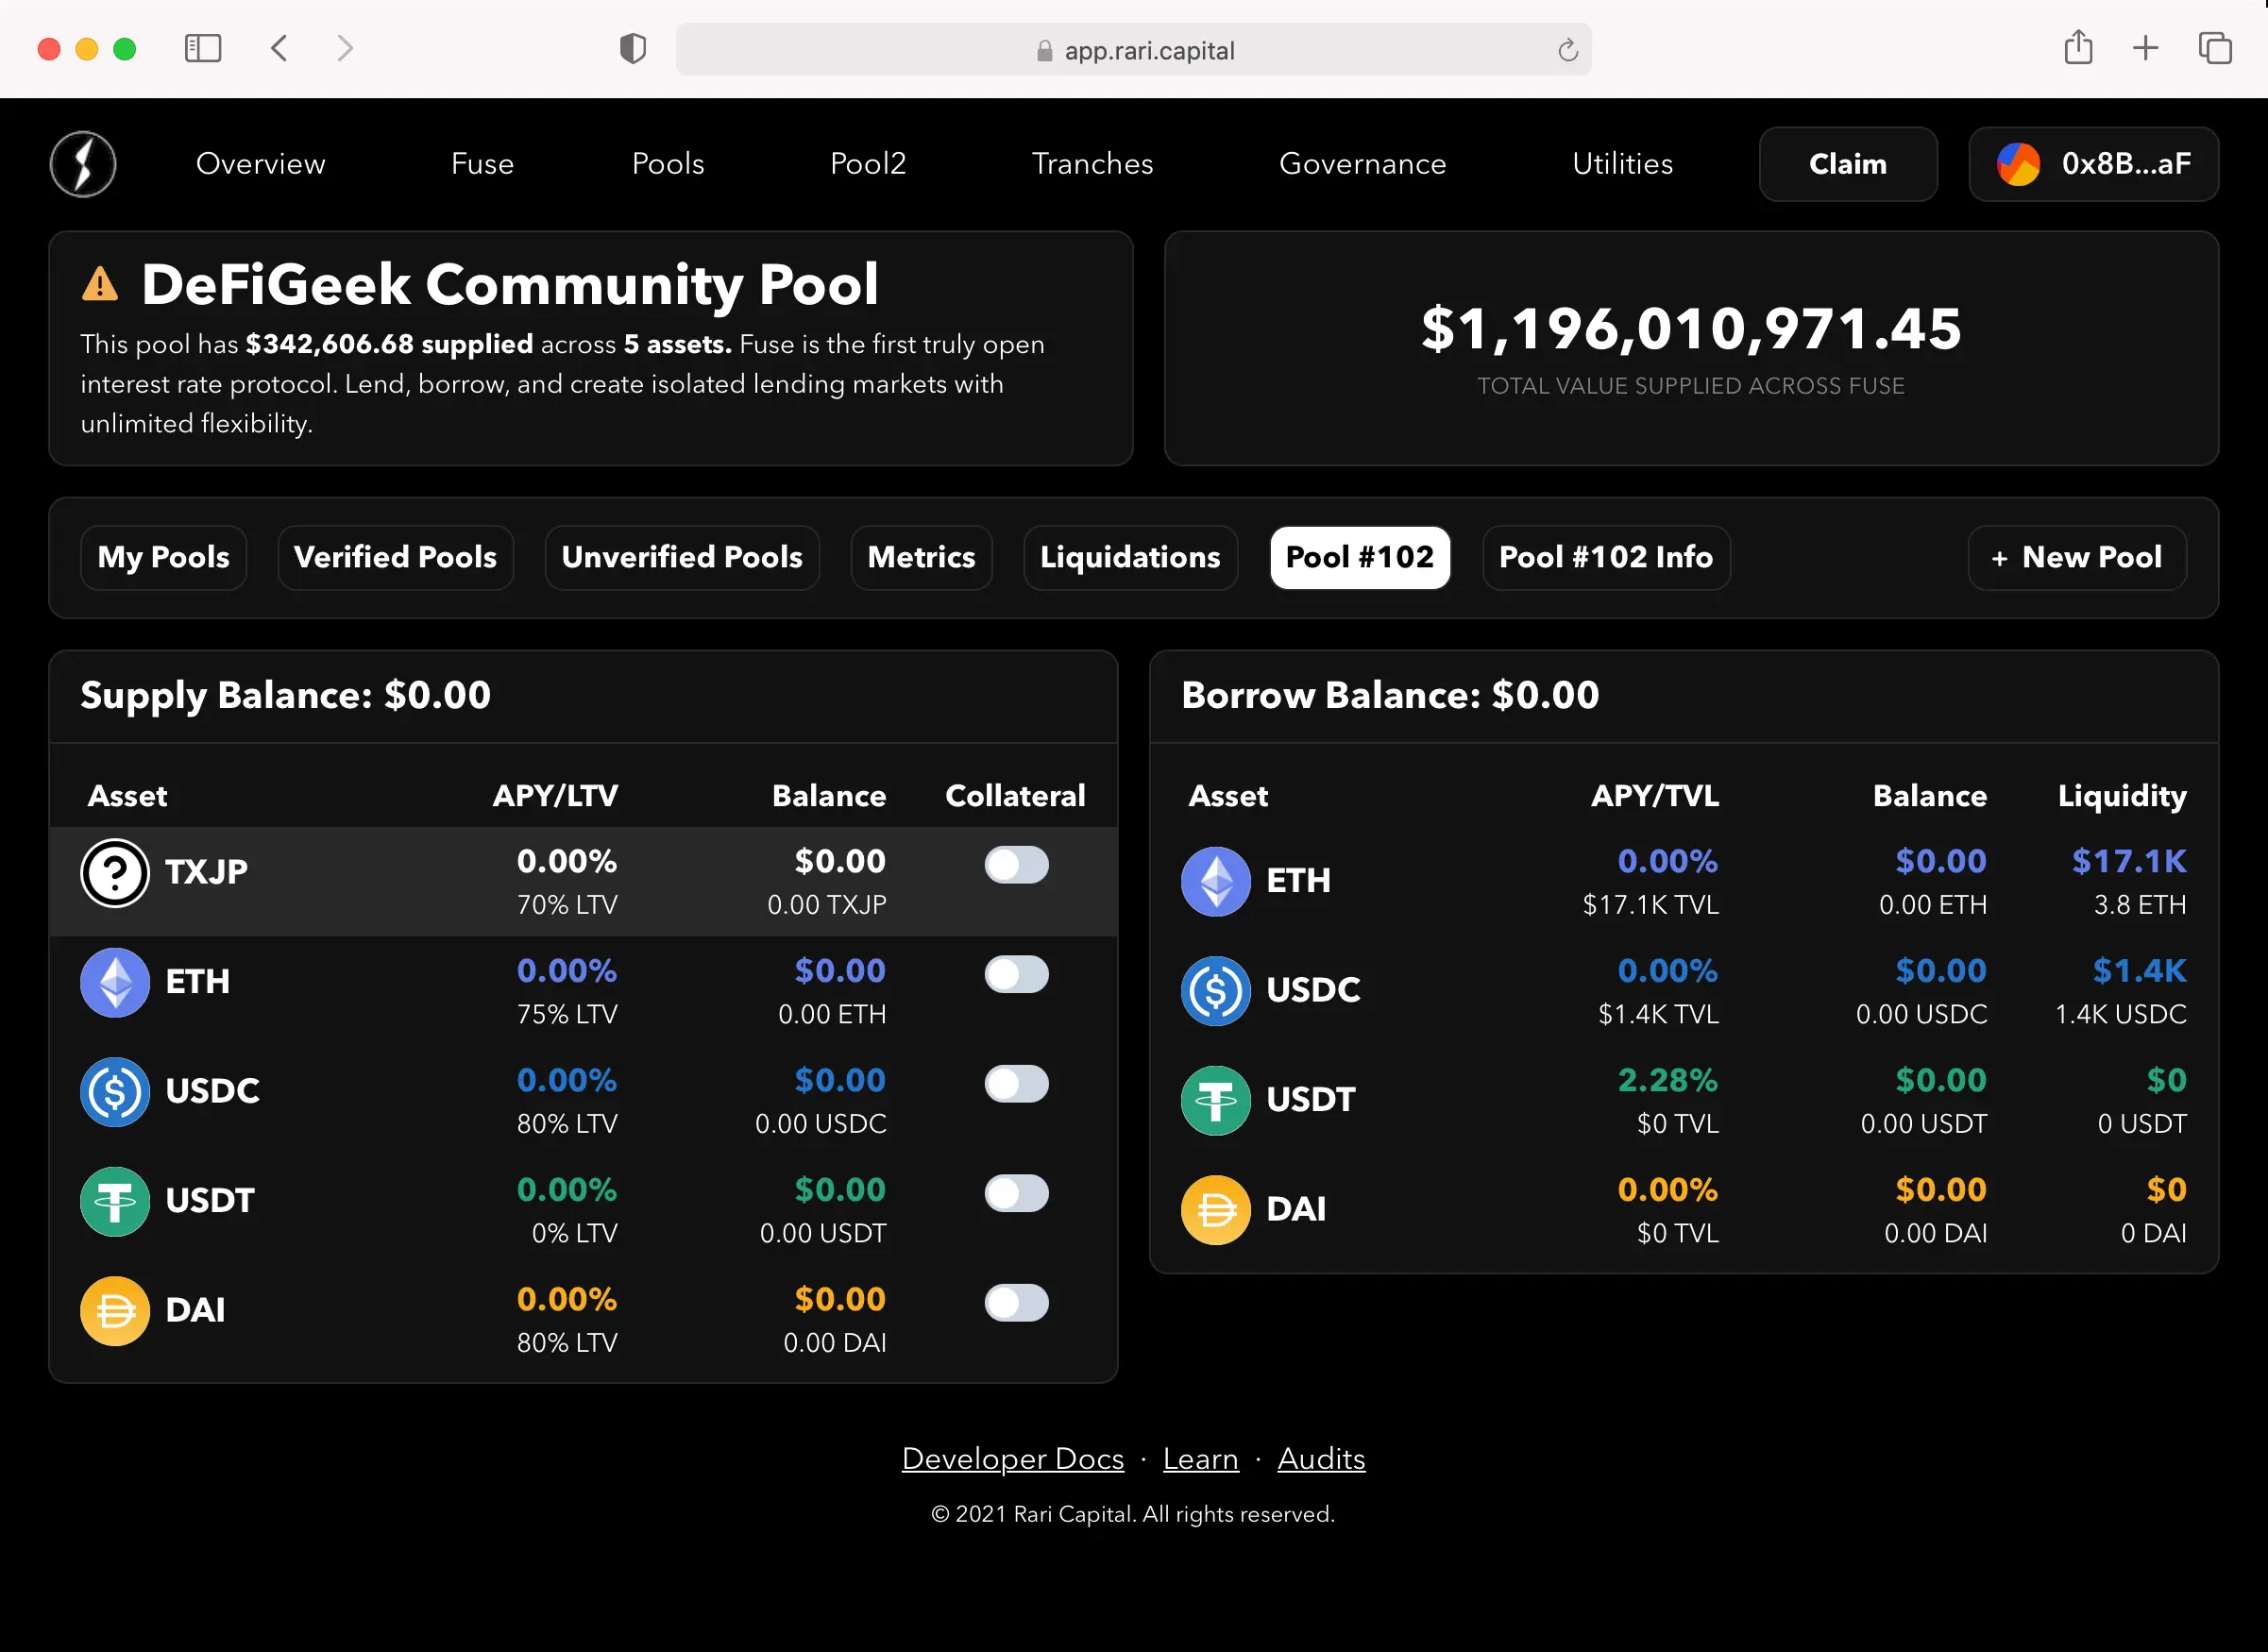 app.rari.capital
Overview
Fuse
Pools
Pool2
Tranches
Governance
Utilities
Claim
0x8B...aF
DeFiGeek Community Pool
This pool has $342,606.68 supplied across 5 assets. Fuse is the first truly open
interest rate protocol. Lend, borrow, and create isolated lending markets with
unlimited flexibility.
$1,196,010,971.45
TOTAL VALUE SUPPLIED ACROSS FUSE
My Pools
Verified Pools
Unverified Pools
Metrics
Liquidations
Pool #102
Pool #102 Info
+ New Pool
Supply Balance: $0.00
Asset APY/LTV Balance Collateral
TXJP 0.00% $0.00
70% LTV 0.00 TXJP
ETH 0.00% $0.00
75% LTV 0.00 ETH
USDC 0.00% $0.00
80% LTV 0.00 USDC
USDT 0.00% $0.00
0% LTV 0.00 USDT
DAI 0.00% $0.00
80% LTV 0.00 DAI
Borrow Balance: $0.00
Asset APY/TVL Balance Liquidity
ETH 0.00% $0.00 $17.1K
$17.1K TVL 0.00 ETH 3.8 ETH
USDC 0.00% $0.00 $1.4K
$1.4K TVL 0.00 USDC 1.4K USDC
USDT 2.28% $0.00 $0
$0 TVL 0.00 USDT 0 USDT
DAI 0.00% $0.00 $0
$0 TVL 0.00 DAI 0 DAI
Developer Docs · Learn · Audits
© 2021 Rari Capital. All rights reserved.